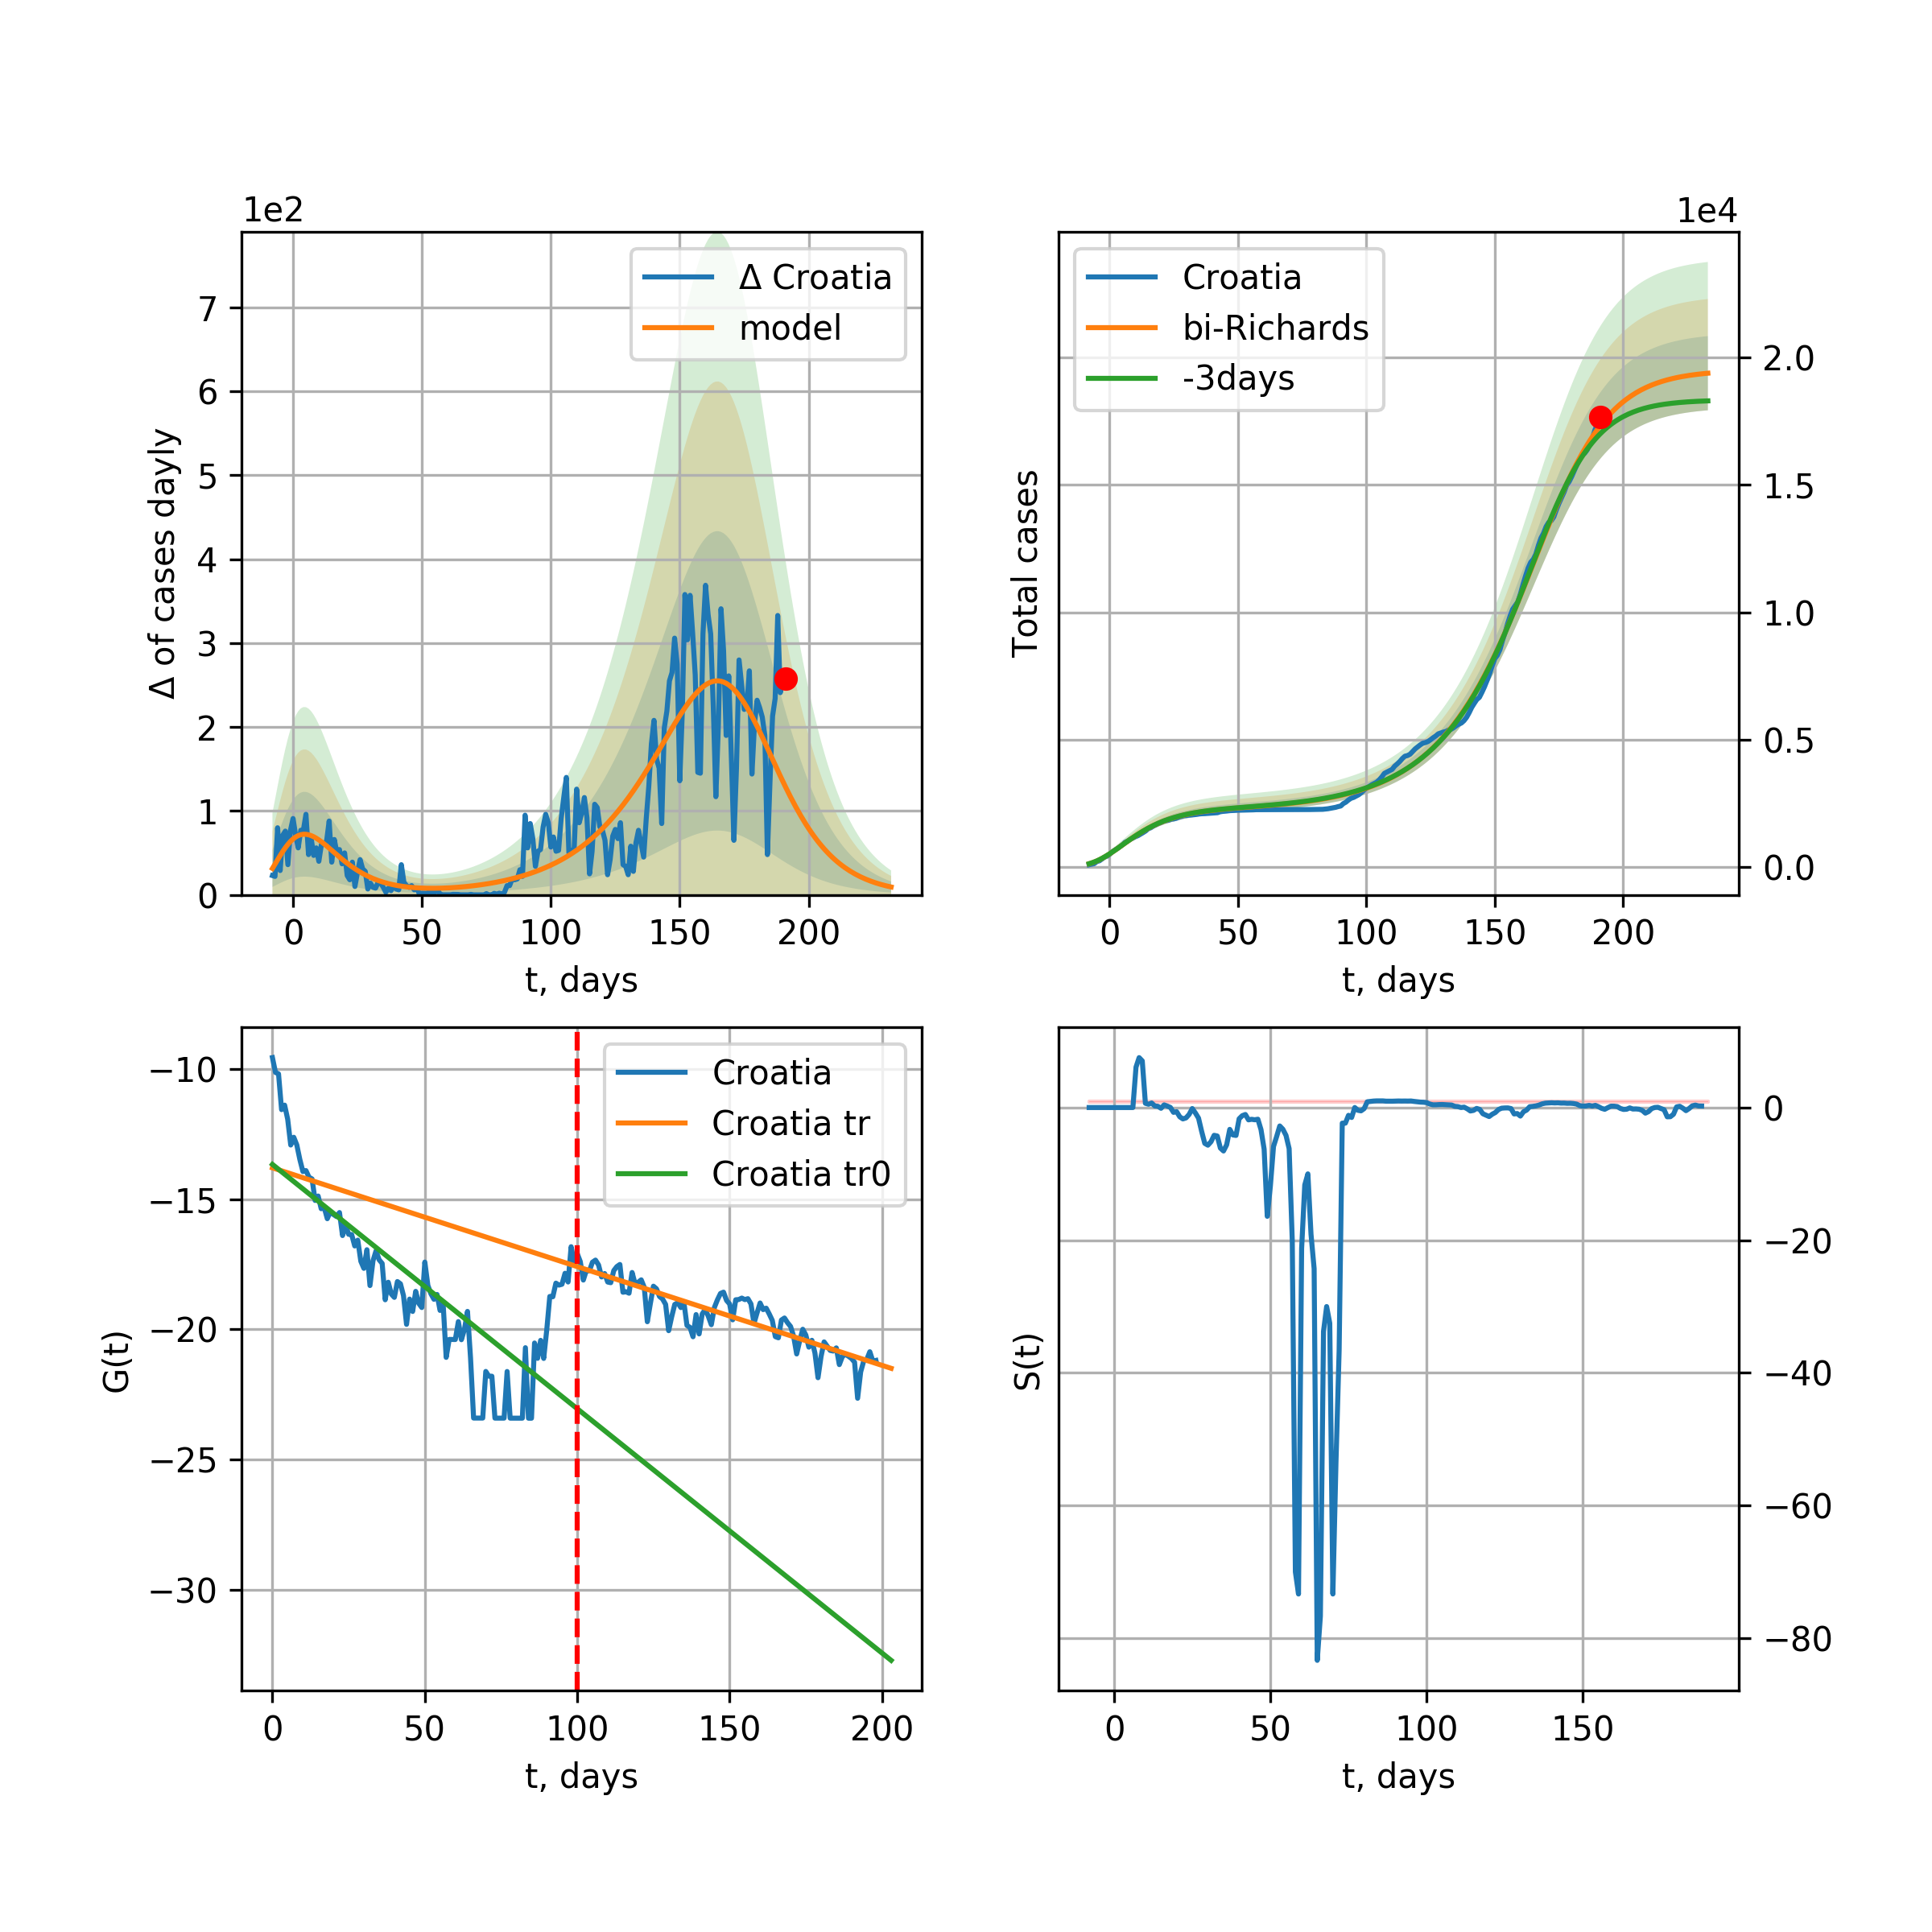 1e2
Δ of cases dayly
7
6
5
4
3
2
1
0
0 50 100 150 200
t, days
Δ Croatia
model
1e4
Total cases
2.0
1.5
1.0
0.5
0.0
0 50 100 150 200
t, days
Croatia
bi-Richards
-3days
G(t)
−10
−15
−20
−25
−30
0 50 100 150 200
t, days
Croatia
Croatia tr
Croatia tr0
S(t)
0
−20
−40
−60
−80
0 50 100 150
t, days